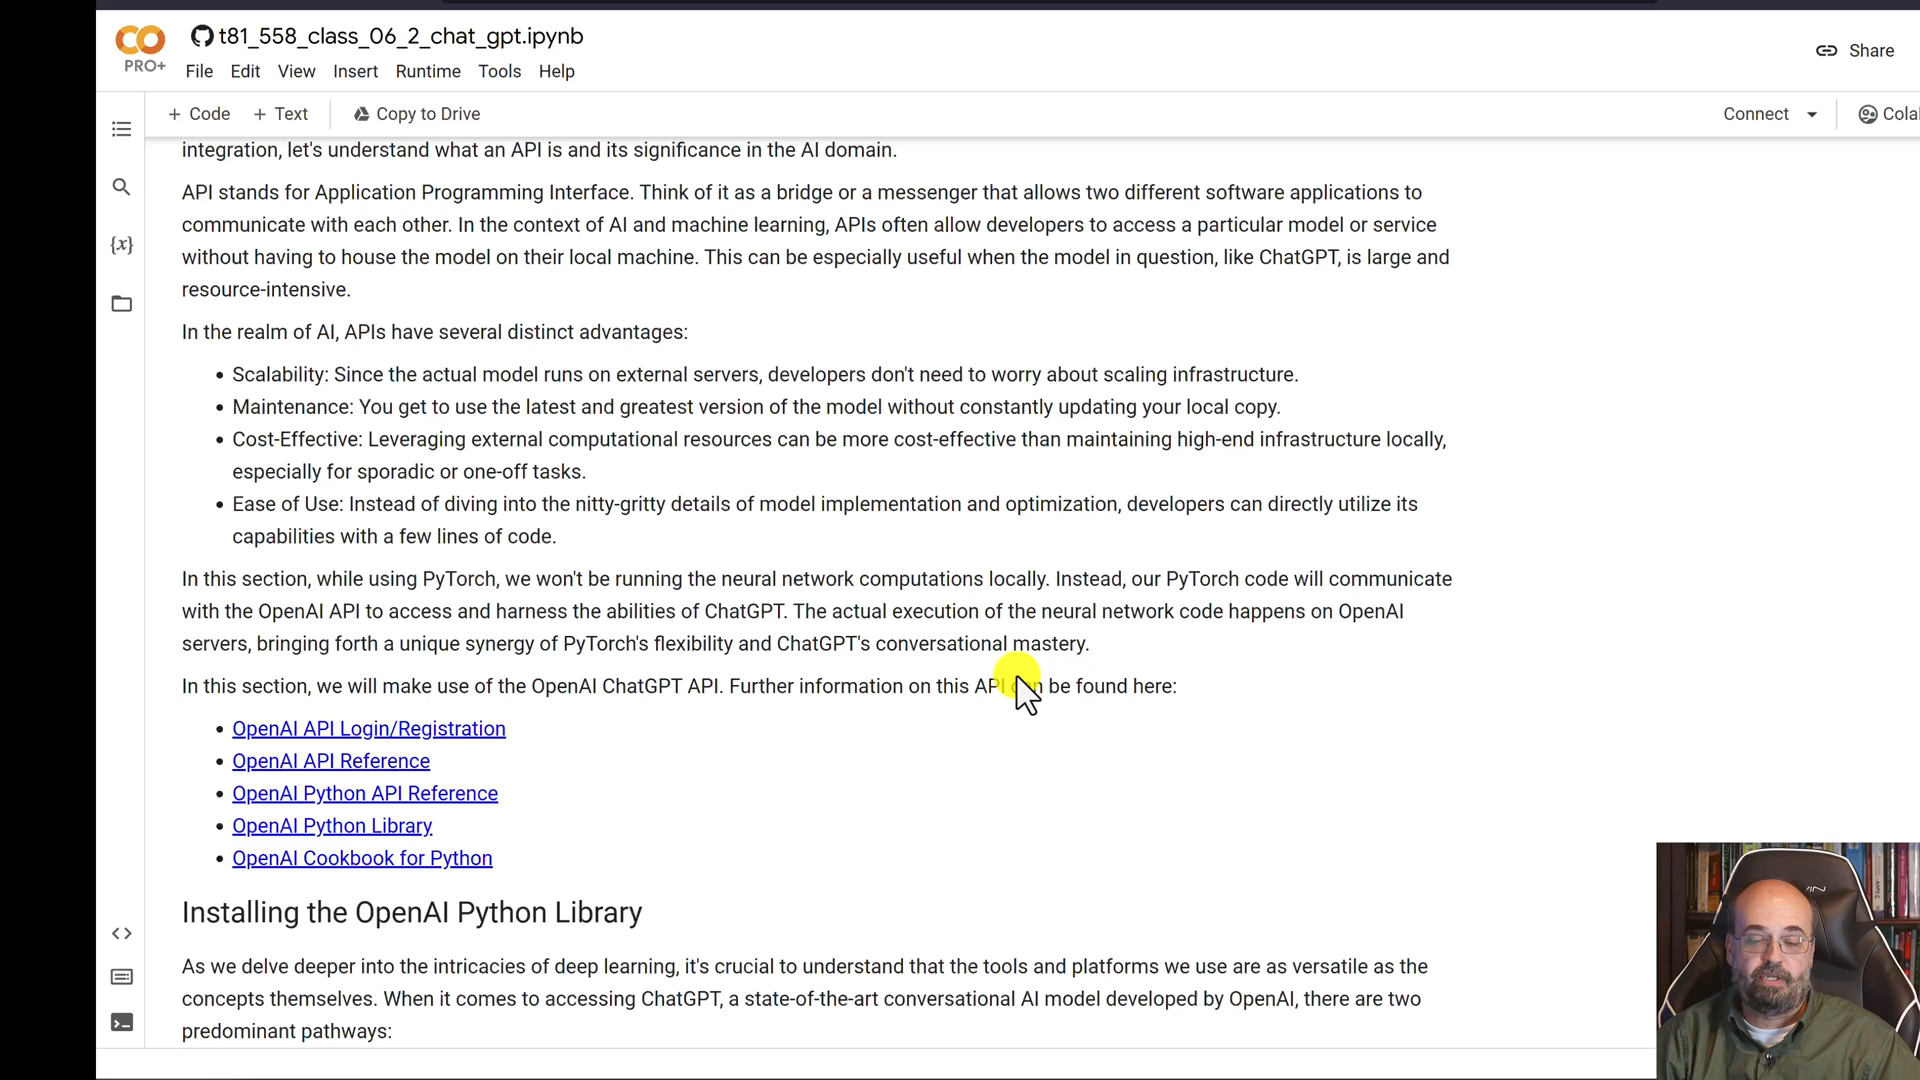 t81_558_class_06_2_chat_gpt.ipynb
PRO+
File Edit View Insert Runtime Tools Help
Share
+ Code + Text Copy to Drive
Connect
integration, let's understand what an API is and its significance in the AI domain.
API stands for Application Programming Interface. Think of it as a bridge or a messenger that allows two different software applications to
communicate with each other. In the context of AI and machine learning, APIs often allow developers to access a particular model or service
without having to house the model on their local machine. This can be especially useful when the model in question, like ChatGPT, is large and
resource-intensive.
In the realm of AI, APIs have several distinct advantages:
• Scalability: Since the actual model runs on external servers, developers don't need to worry about scaling infrastructure.
• Maintenance: You get to use the latest and greatest version of the model without constantly updating your local copy.
• Cost-Effective: Leveraging external computational resources can be more cost-effective than maintaining high-end infrastructure locally,
especially for sporadic or one-off tasks.
• Ease of Use: Instead of diving into the nitty-gritty details of model implementation and optimization, developers can directly utilize its
capabilities with a few lines of code.
In this section, while using PyTorch, we won't be running the neural network computations locally. Instead, our PyTorch code will communicate
with the OpenAI API to access and harness the abilities of ChatGPT. The actual execution of the neural network code happens on OpenAI
servers, bringing forth a unique synergy of PyTorch's flexibility and ChatGPT's conversational mastery.
In this section, we will make use of the OpenAI ChatGPT API. Further information on this API can be found here:
• OpenAI API Login/Registration
• OpenAI API Reference
• OpenAI Python API Reference
• OpenAI Python Library
• OpenAI Cookbook for Python
Installing the OpenAI Python Library
As we delve deeper into the intricacies of deep learning, it's crucial to understand that the tools and platforms we use are as versatile as the
concepts themselves. When it comes to accessing ChatGPT, a state-of-the-art conversational AI model developed by OpenAI, there are two
predominant pathways: